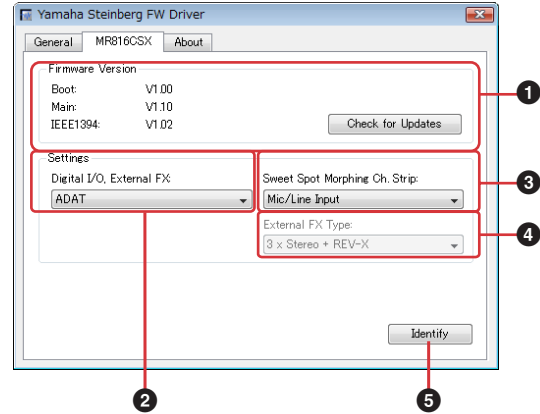 Yamaha Steinberg FW Driver
General MR816CSX About
Firmware Version
Boot: V1.00
Main: V1.10
IEEE1394: V1.02
Check for Updates
1
Settings
Digital I/O, External FX: Sweet Spot Morphing Ch. Strip:
ADAT Mic/Line Input
3
External FX Type:
3 x Stereo + REV-X
4
Identify
2 5